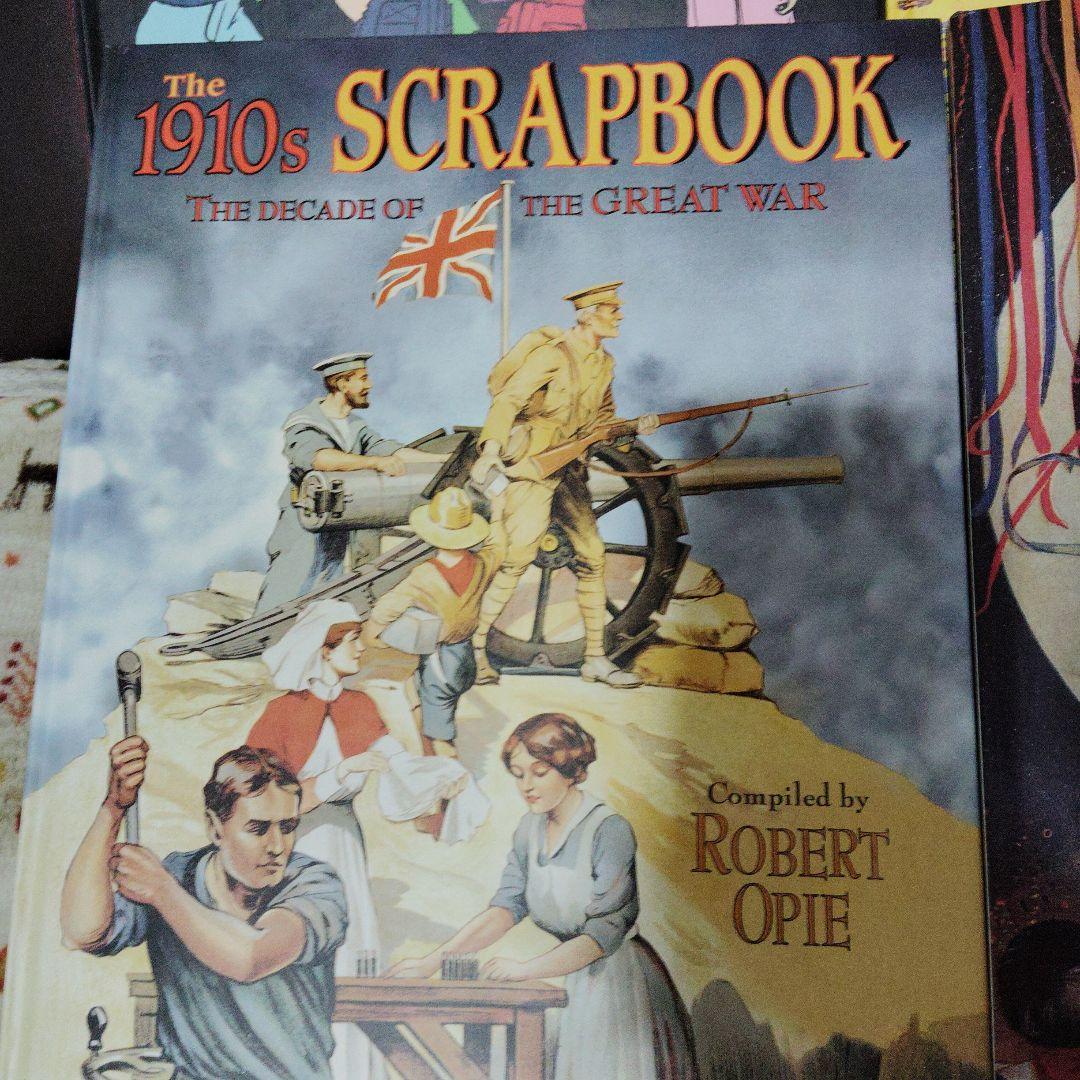 The
1910s SCRAPBOOK
THE DECADE OF THE GREAT WAR
Compiled by
ROBERT
OPIE